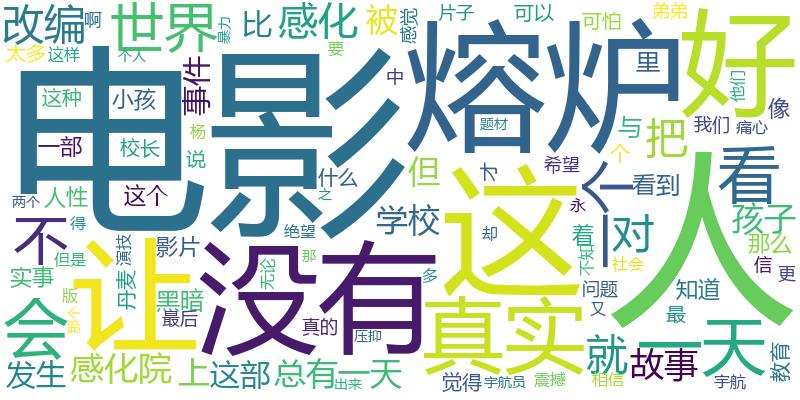 改编
啊
世界
暴力
比
感化
被
感觉
片子
可以
可怕
弟弟
好
太多
这样
个人
要
电影
熔炉
里
他们
像
这种
小孩
事件
中
题材
与
把
我们
痛心
一部
校长
杨
说
但
个
看
人性
这个
什么
之
才
希望
看到
两个
得
不
影片
绝望
学校
这
个
永
人
孩子
但是
演技
让
没有
那
却
着
一
对
那么
实事
丹麦
无论
多
不知
社会
信
更
版
黑暗
真的
真实
问题
知道
会
那个
最后
压抑
又
最
一天
发生
感化院
上
这部
总有一天
出来
觉得
宇航员
震撼
就
相信
故事
宇航
教育